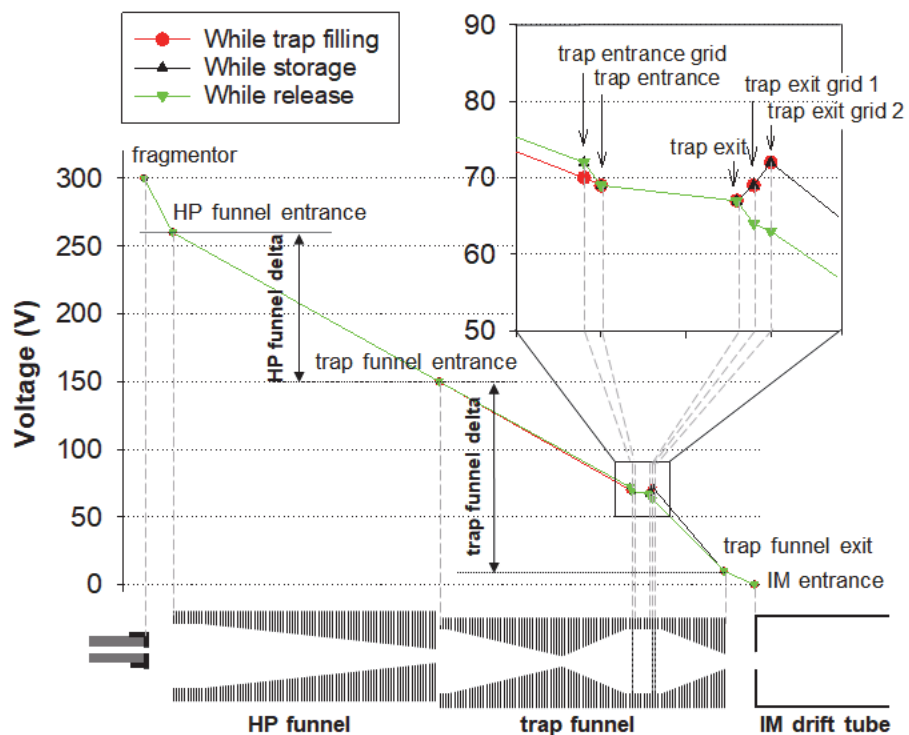 While trap filling
While storage
While release
90
80
70
60
50
trap entrance grid
trap entrance
trap exit grid 1
trap exit grid 2
trap exit
Voltage (V)
300
250
200
150
100
50
0
fragmentor
HP funnel entrance
HP funnel delta
trap funnel entrance
trap funnel delta
trap funnel exit
IM entrance
HP funnel
trap funnel
IM drift tube